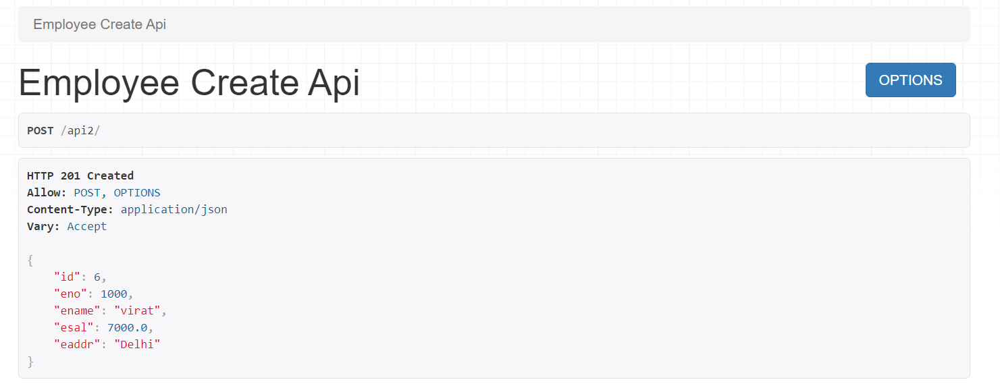 Employee Create Api
Employee Create Api
OPTIONS
POST /api2/
HTTP 201 Created
Allow: POST, OPTIONS
Content-Type: application/json
Vary: Accept
{
    "id": 6,
    "eno": 1000,
    "ename": "virat",
    "esal": 7000.0,
    "eaddr": "Delhi"
}